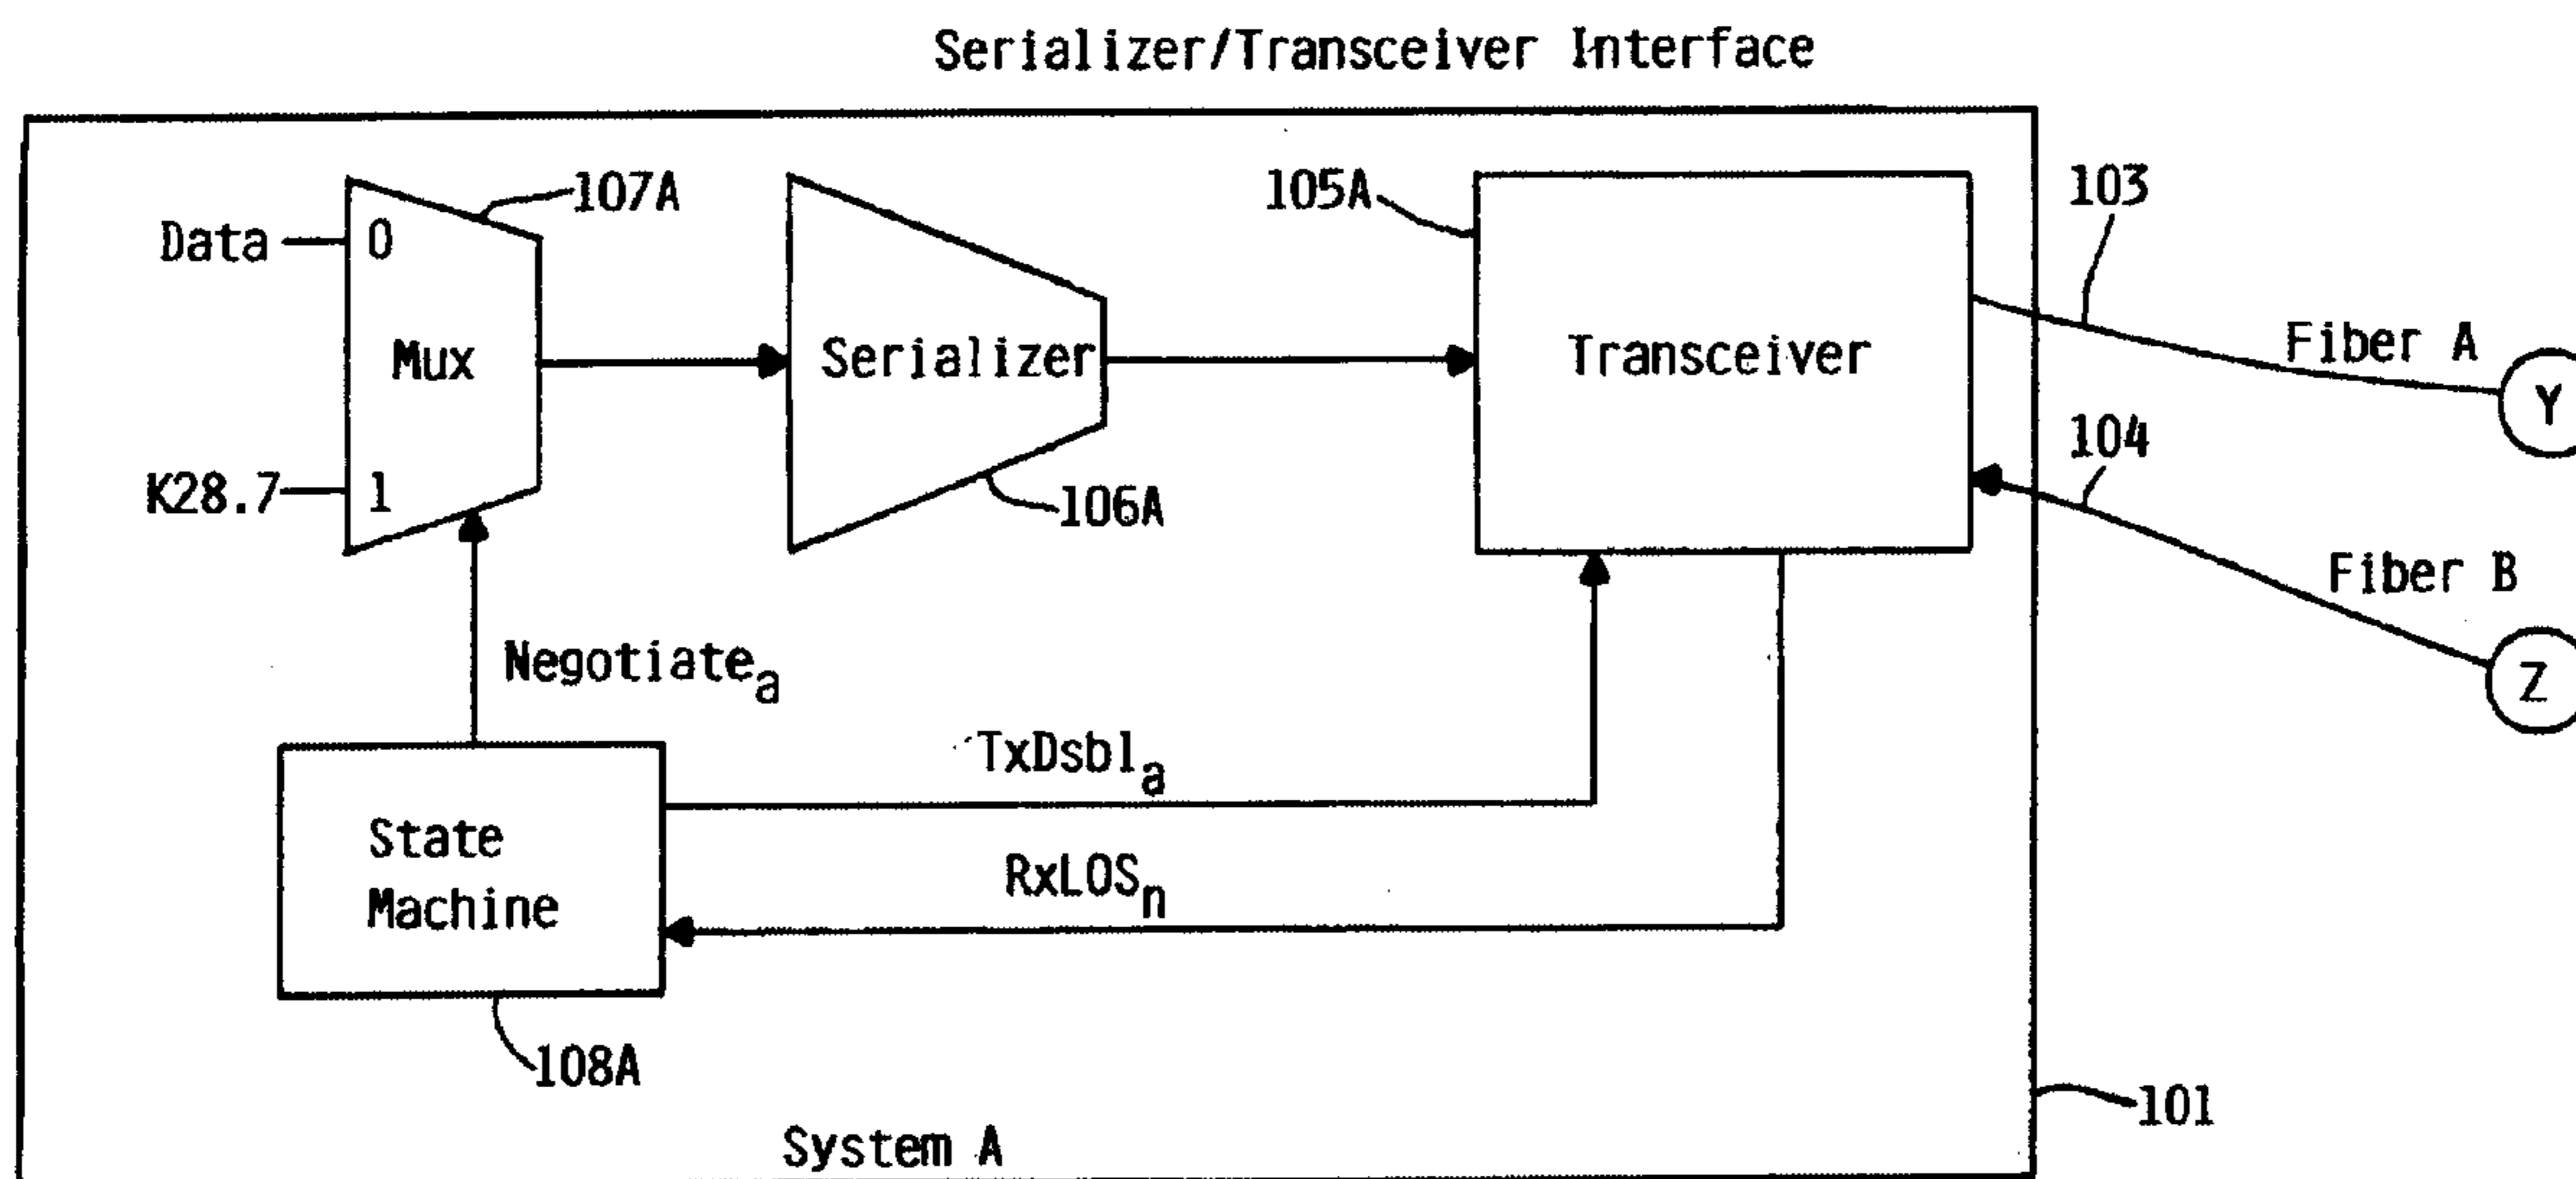 Serializer/Transceiver Interface
107A
105A
103
Data
0
Mux
Serializer
Transceiver
Fiber A
Y
104
K28.7
1
106A
Fiber B
Z
Negotiatea
TxDsbla
State
Machine
RxLOSn
108A
101
System A